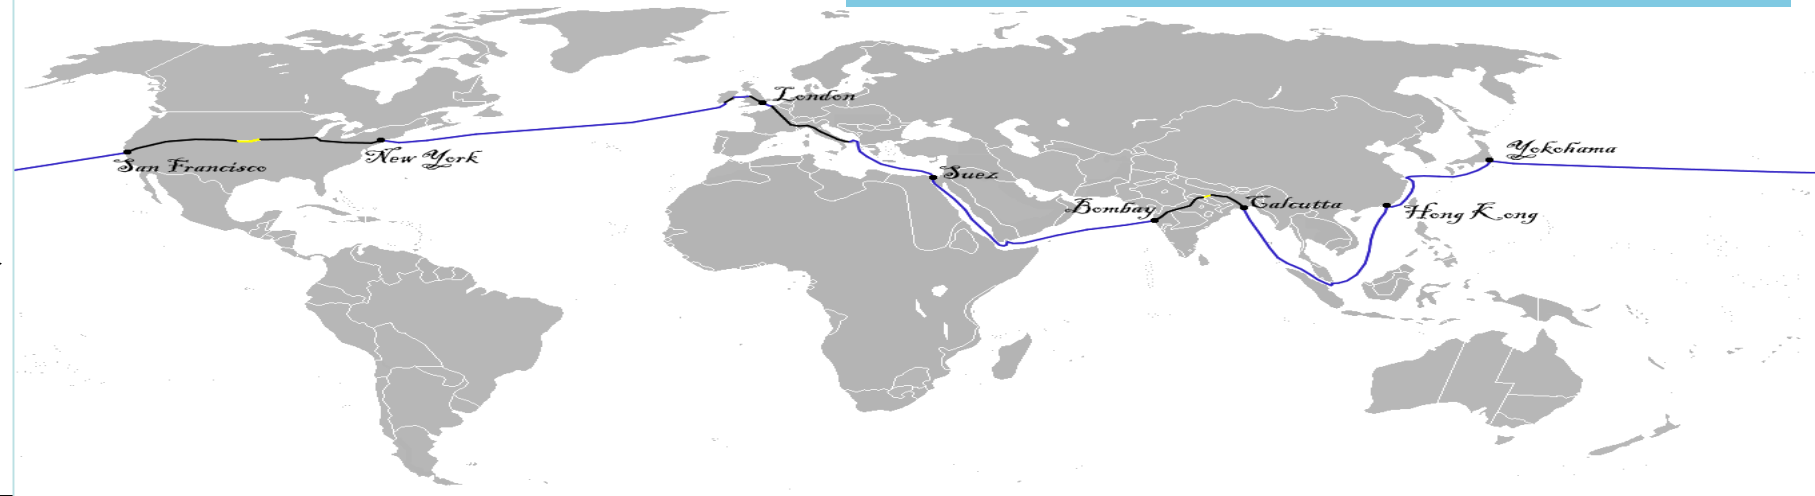 London
Yokohama
New York
San Francisco
Suez
Calcutta
Bombay
Hong Kong